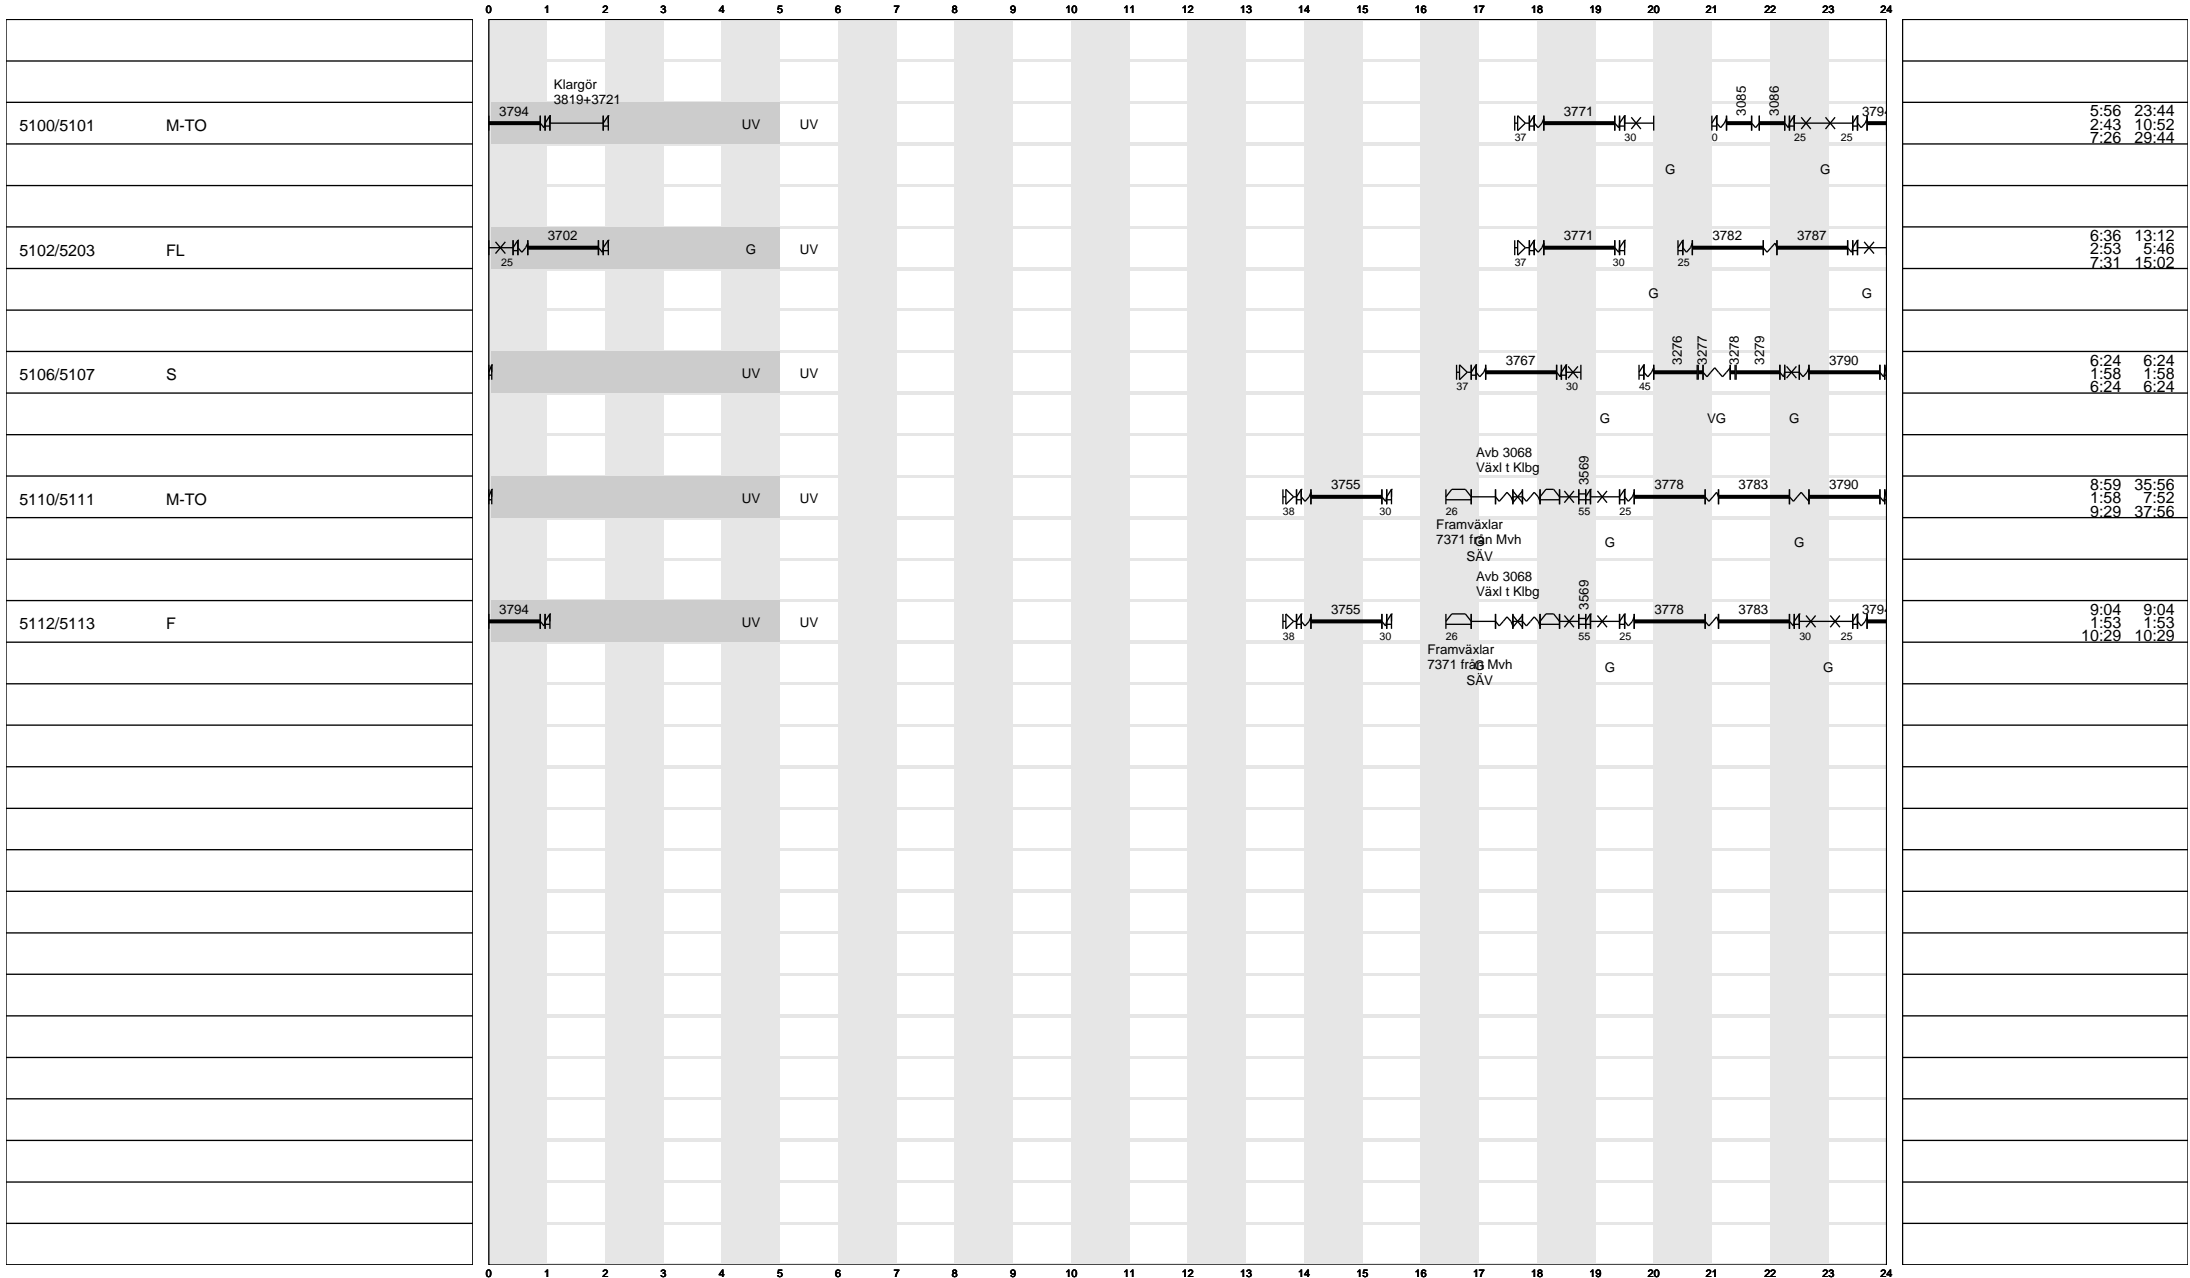 0 1 2 3 4 5 6 7 8 9 10 11 12 13 14 15 16 17 18 19 20 21 22 23 24
Klargör
3819+3721
5100/5101 M-TO 3794 UV UV 3771 3085 3086 3794 5:56 23:44
2:43 10:52
37 30 0 25 25 7:26 29:44
G G
5102/5203 FL 3702 G UV 3771 3782 3787 6:36 13:12
2:53 5:46
25 37 30 25 7:31 15:02
G G
5106/5107 S UV UV 3767 3276 3277 3278 3279 3790 6:24 6:24
1:58 1:58
37 30 45 6:24 6:24
G VG G
Avb 3068
Växl t Klbg
5110/5111 M-TO UV UV 3755 3569 3778 3783 3790 8:59 35:56
1:58 7:52
38 30 26 55 25 9:29 37:56
Framväxlar
7371 från Mvh
G G G
SÄV
Avb 3068
Växl t Klbg
5112/5113 F 3794 UV UV 3755 3569 3778 3783 3794 9:04 9:04
1:53 1:53
38 30 26 55 25 30 25 10:29 10:29
Framväxlar
7371 från Mvh
G G G
SÄV
0 1 2 3 4 5 6 7 8 9 10 11 12 13 14 15 16 17 18 19 20 21 22 23 24